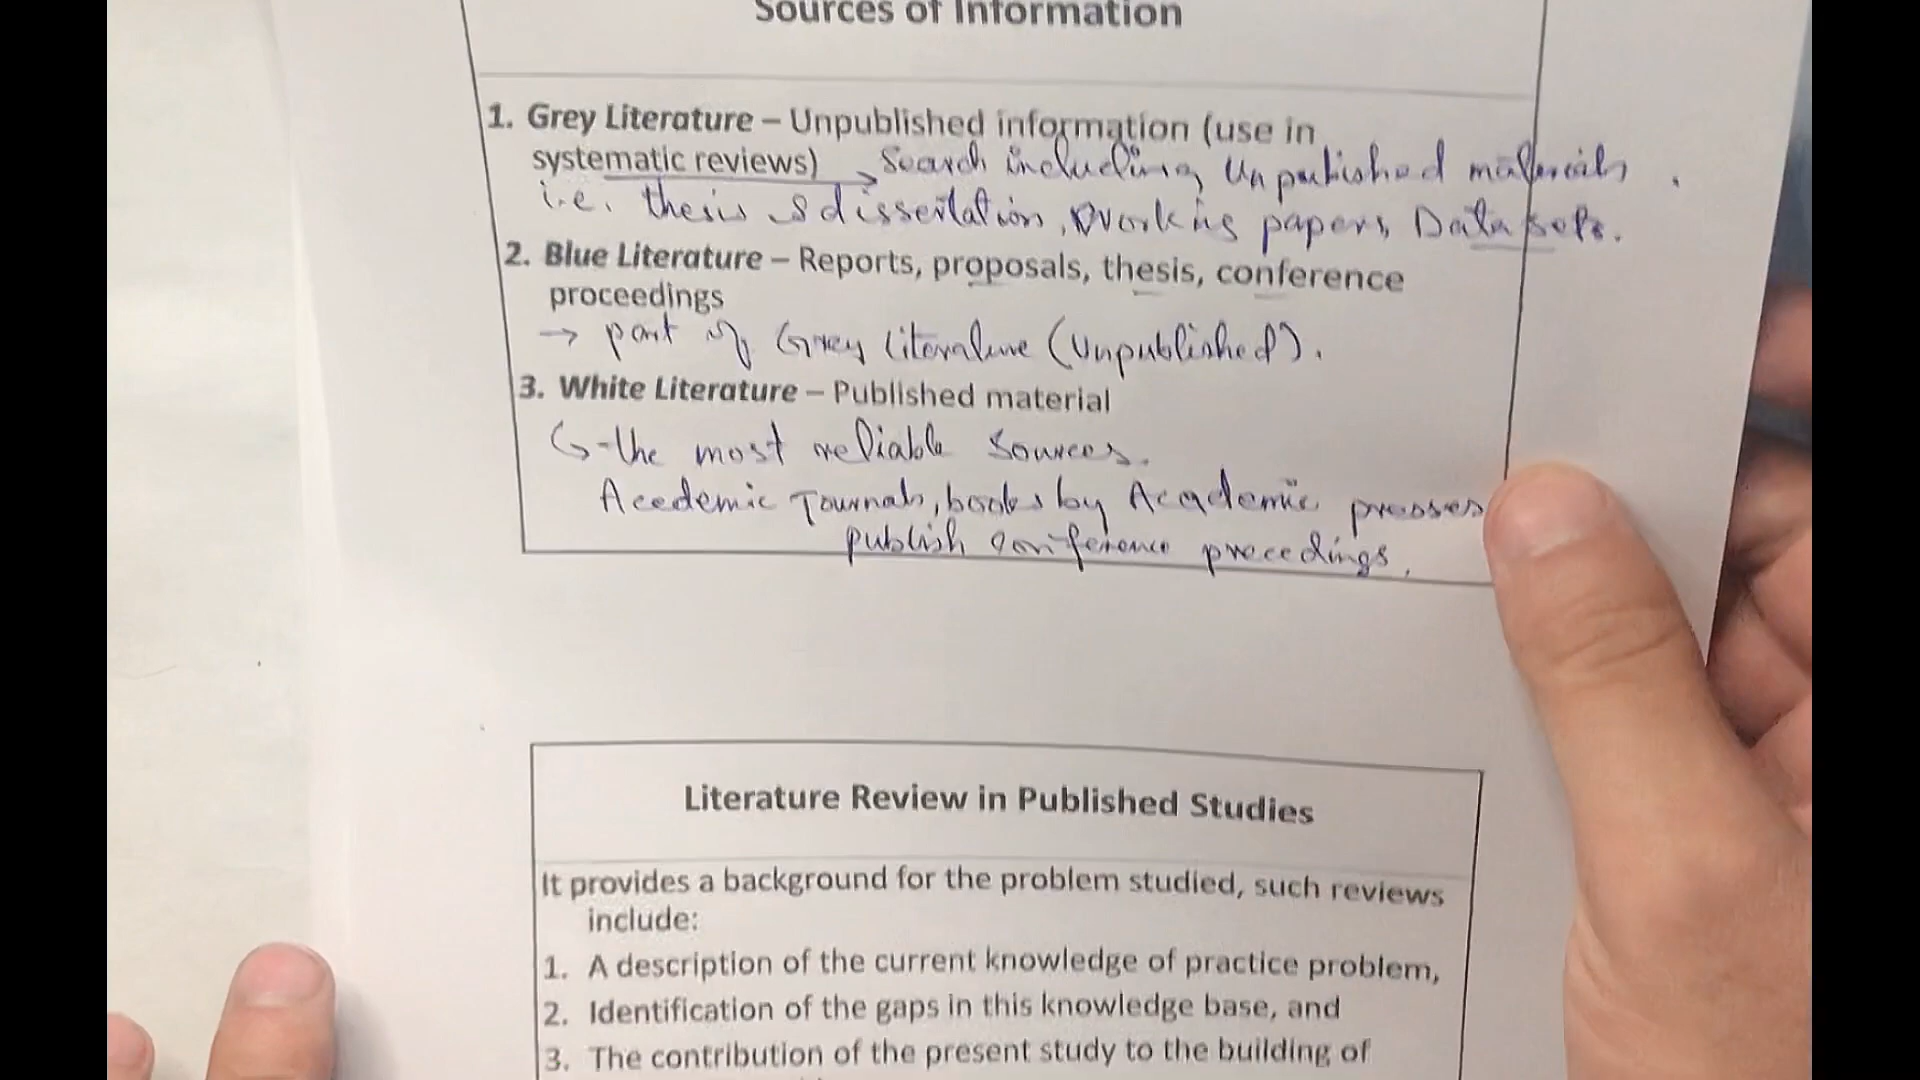 Sources of Information
1. Grey Literature – Unpublished information (use in
systematic reviews) → Search including Unpublished materials.
i.e. thesis & dissertation, working papers, Data sets.
2. Blue Literature – Reports, proposals, thesis, conference
proceedings
→ part of Grey Literature (Unpublished).
3. White Literature – Published material
↳ the most reliable Sources.
Acedemic Journals, books by Academic presses
publish conference precedings.
Literature Review in Published Studies
It provides a background for the problem studied, such reviews
include:
1. A description of the current knowledge of practice problem,
2. Identification of the gaps in this knowledge base, and
3. The contribution of the present study to the building of